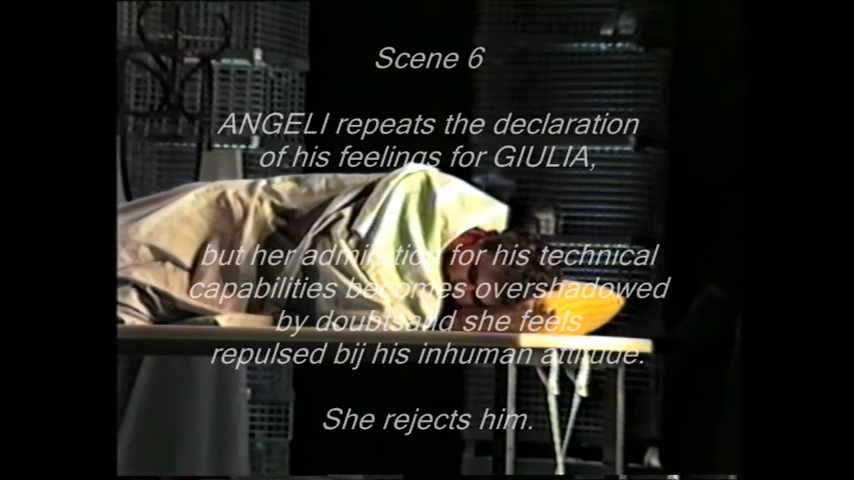 Scene 6
ANGELI repeats the declaration
of his feelings for GIULIA,
but her admiration for his technical
capabilities becomes overshadowed
by doubtsand she feels
repulsed bij his inhuman attitude.
She rejects him.